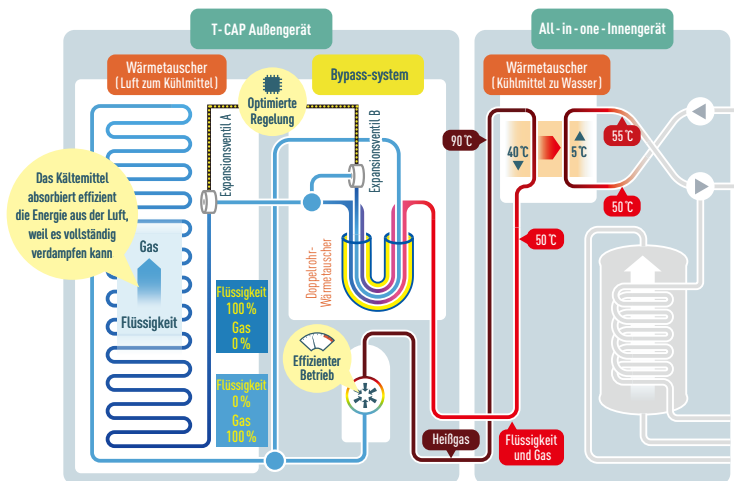 T-CAP Außengerät
All-in-one-Innengerät
Wärmetauscher
(Luft zum Kühlmittel)
Optimierte
Regelung
Bypass-system
Wärmetauscher
(Kühlmittel zu Wasser)
Expansionsventil A
Expansionsventil B
90°C
40°C
5°C
55°C
50°C
50°C
Das Kältemittel
absorbiert effizient
die Energie aus der Luft,
weil es vollständig
verdampfen kann
Gas
Flüssigkeit
Doppelrohr-
Wärmetauscher
Flüssigkeit
100 %
Gas
0 %
Flüssigkeit
0 %
Gas
100 %
Effizienter
Betrieb
Heißgas
Flüssigkeit
und Gas